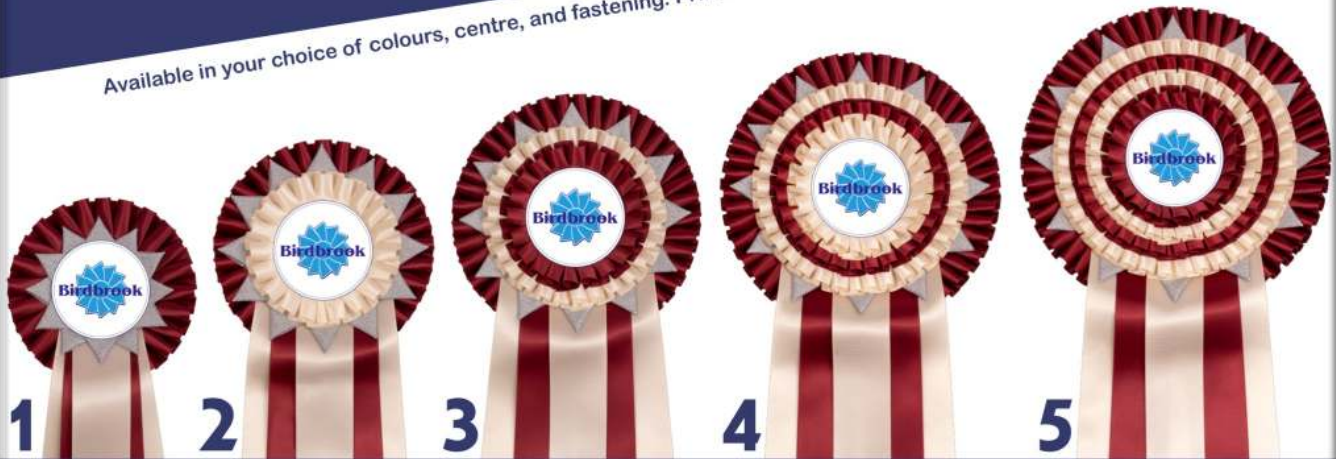 Available in your choice of colours, centre, and fastening.
Birdbrook
Birdbrook
Birdbrook
Birdbrook
Birdbrook
1
2
3
4
5